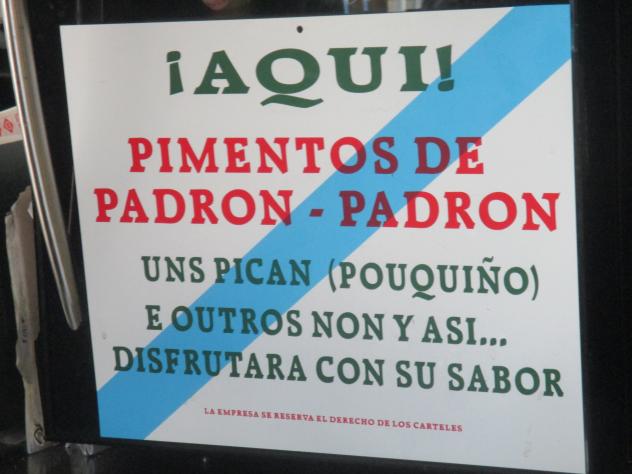 ¡AQUI!
PIMENTOS DE
PADRON - PADRON
UNS PICAN (POUQUIÑO)
E OUTROS NON Y ASI...
DISFRUTARA CON SU SABOR
LA EMPRESA SE RESERVA EL DERECHO DE LOS CARTELES